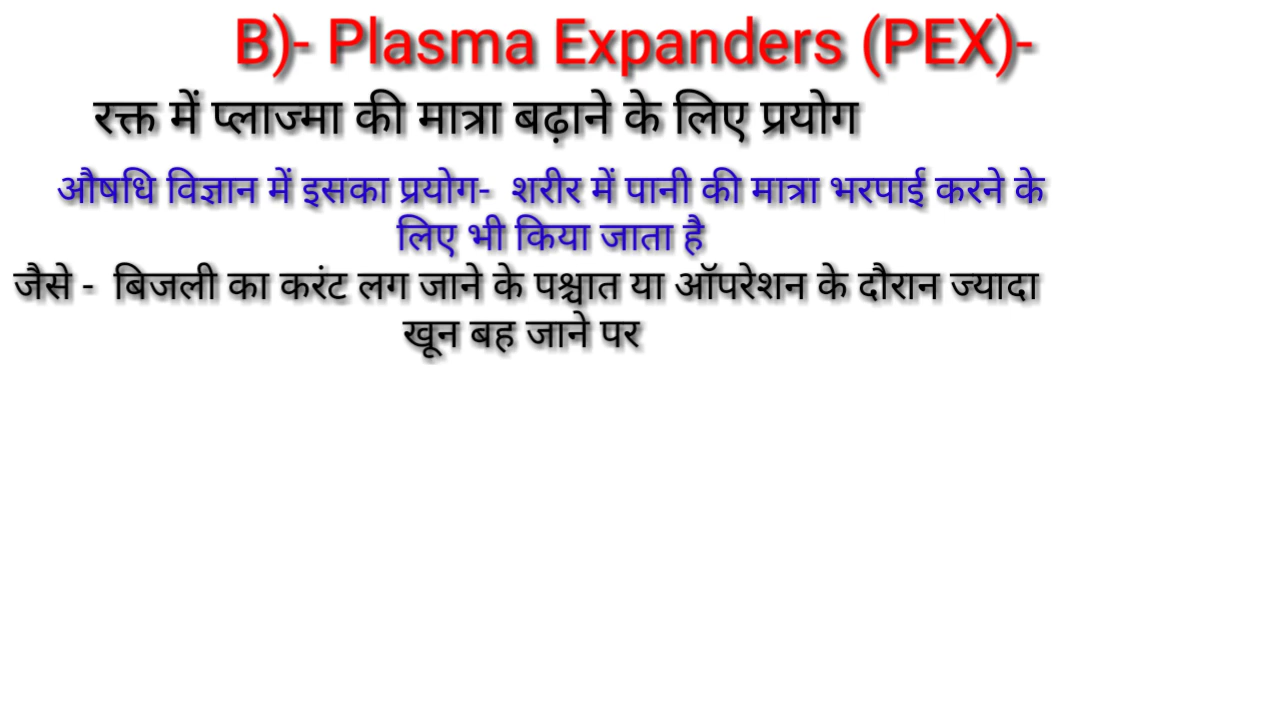 B)- Plasma Expanders (PEX)-
रक्त में प्लाज्मा की मात्रा बढ़ाने के लिए प्रयोग
औषधि विज्ञान में इसका प्रयोग- शरीर में पानी की मात्रा भरपाई करने के
लिए भी किया जाता है
जैसे - बिजली का करंट लग जाने के पश्चात या ऑपरेशन के दौरान ज्यादा
खून बह जाने पर